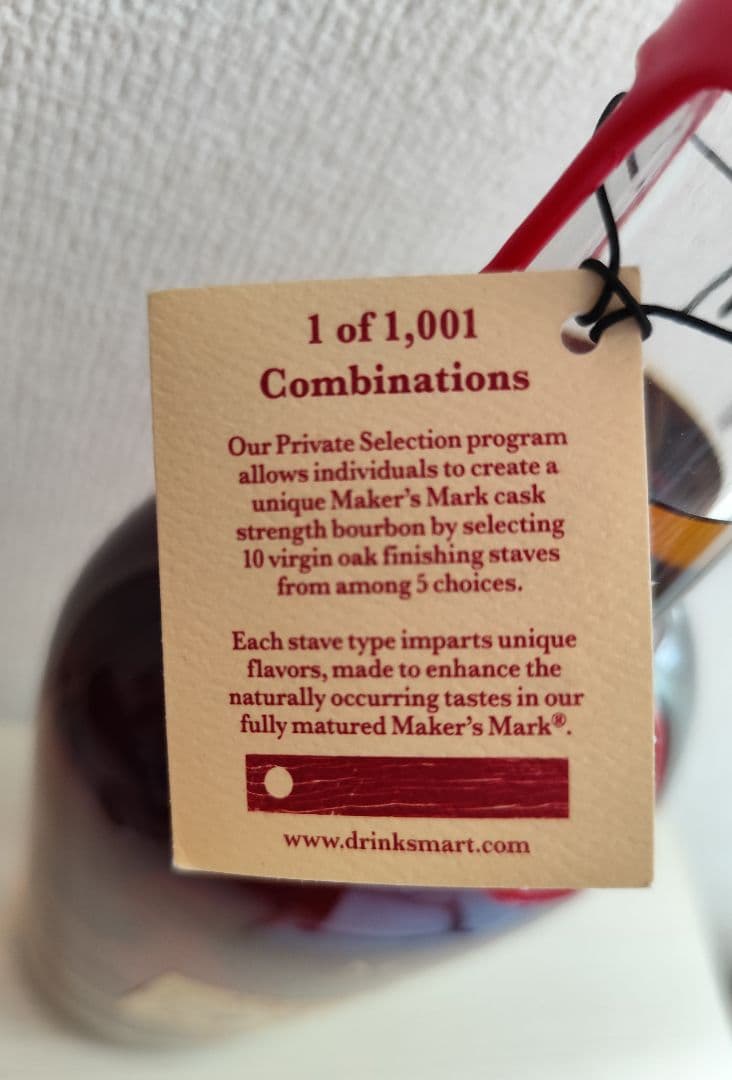 1 of 1,001
Combinations
Our Private Selection program
allows individuals to create a
unique Maker's Mark cask
strength bourbon by selecting
10 virgin oak finishing staves
from among 5 choices.
Each stave type imparts unique
flavors, made to enhance the
naturally occurring tastes in our
fully matured Maker's Mark®.
www.drinksmart.com